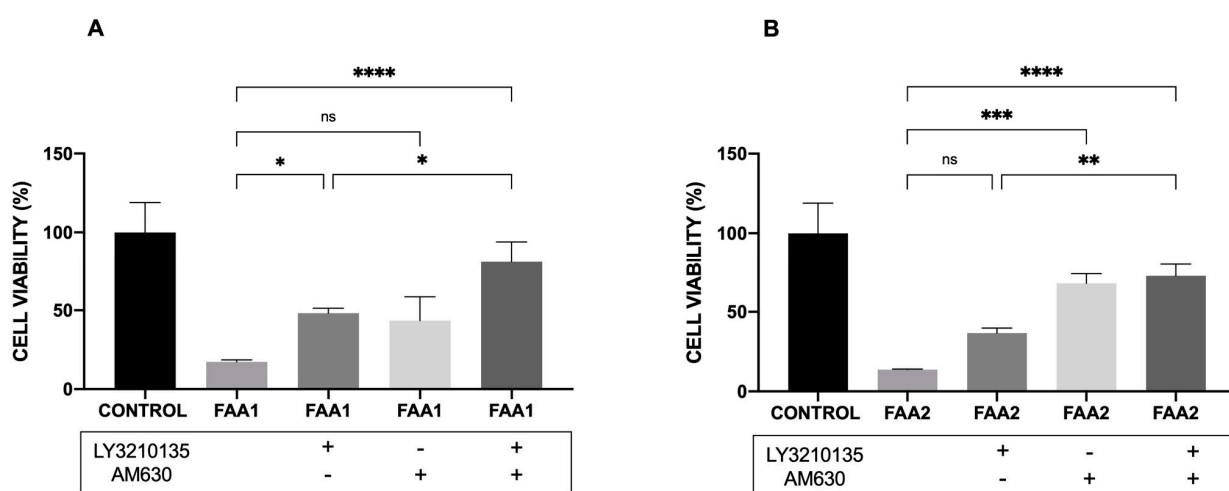 A
****
ns
*
*
150
100
50
0
CELL VIABILITY (%)
CONTROL FAA1 FAA1 FAA1 FAA1
LY3210135 + - +
AM630 - + +
B
****
***
ns
**
150
100
50
0
CELL VIABILITY (%)
CONTROL FAA2 FAA2 FAA2 FAA2
LY3210135 + - +
AM630 - + +